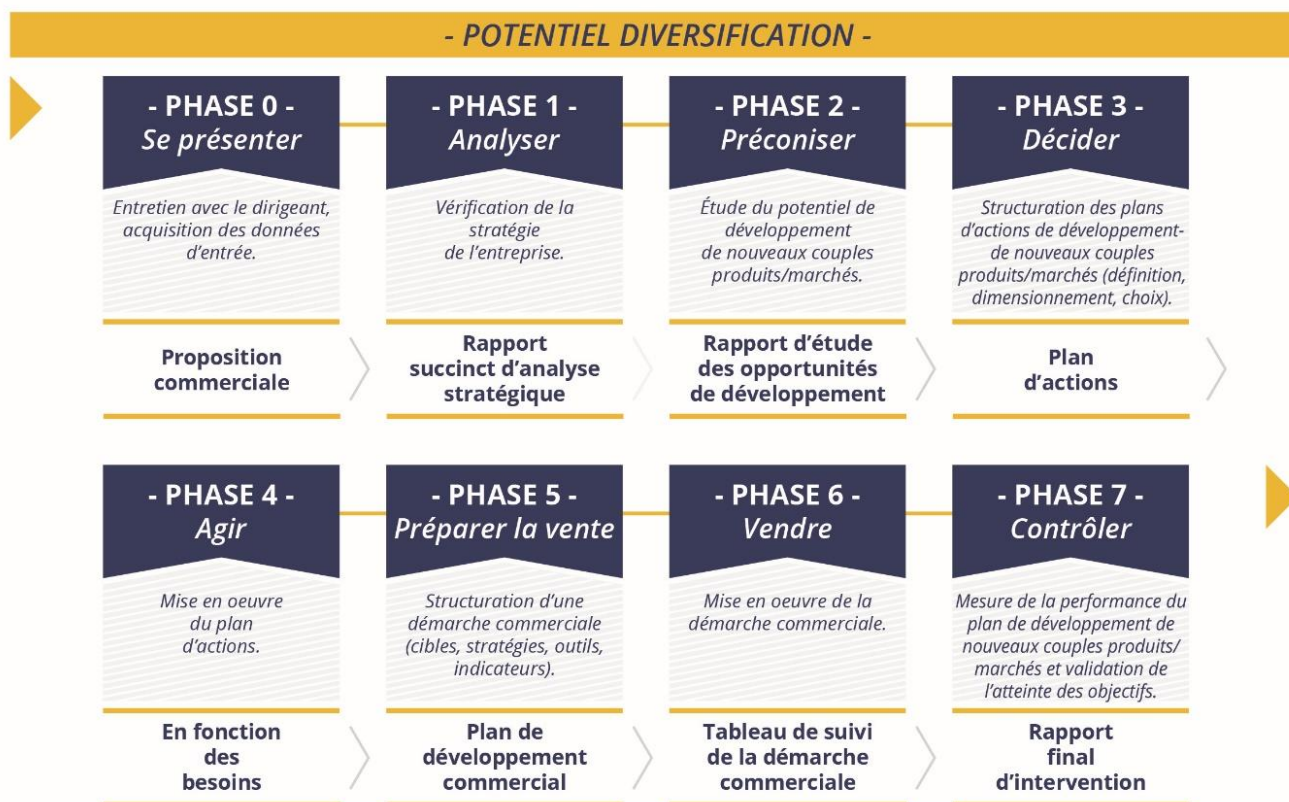 - POTENTIEL DIVERSIFICATION -
- PHASE 0 -
Se présenter
Entretien avec le dirigeant,
acquisition des données
d'entrée.
Proposition
commerciale
- PHASE 1 -
Analyser
Vérification de la
stratégie
de l'entreprise.
Rapport
succinct d'analyse
stratégique
- PHASE 2 -
Préconiser
Étude du potentiel de
développement
de nouveaux couples
produits/marchés.
Rapport d'étude
des opportunités
de développement
- PHASE 3 -
Décider
Structuration des plans
d'actions de développement-
de nouveaux couples
produits/marchés (définition,
dimensionnement, choix).
Plan
d'actions
- PHASE 4 -
Agir
Mise en oeuvre
du plan
d'actions.
En fonction
des
besoins
- PHASE 5 -
Préparer la vente
Structuration d'une
démarche commerciale
(cibles, stratégies, outils,
indicateurs).
Plan de
développement
commercial
- PHASE 6 -
Vendre
Mise en oeuvre de la
démarche commerciale.
Tableau de suivi
de la démarche
commerciale
- PHASE 7 -
Contrôler
Mesure de la performance du
plan de développement de
nouveaux couples produits/
marchés et validation de
l'atteinte des objectifs.
Rapport
final
d'intervention